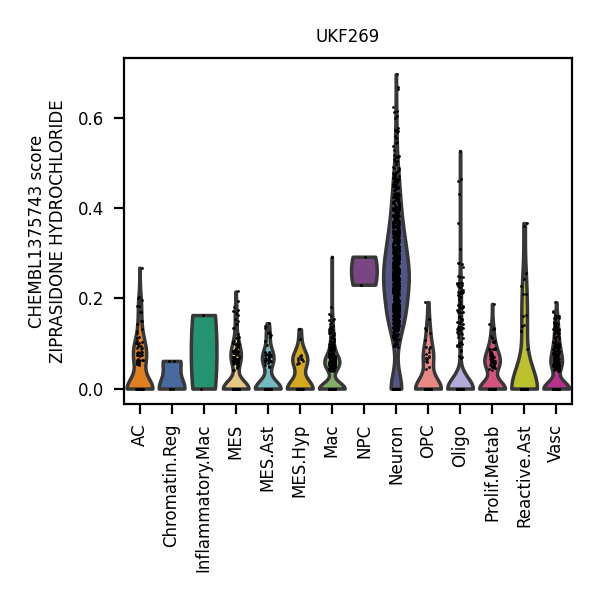 UKF269
CHEMBL1375743 score
ZIPRASIDONE HYDROCHLORIDE
0.6
0.4
0.2
0.0
AC
Chromatin.Reg
Inflammatory.Mac
MES
MES.Ast
MES.Hyp
Mac
NPC
Neuron
OPC
Oligo
Prolif.Metab
Reactive.Ast
Vasc